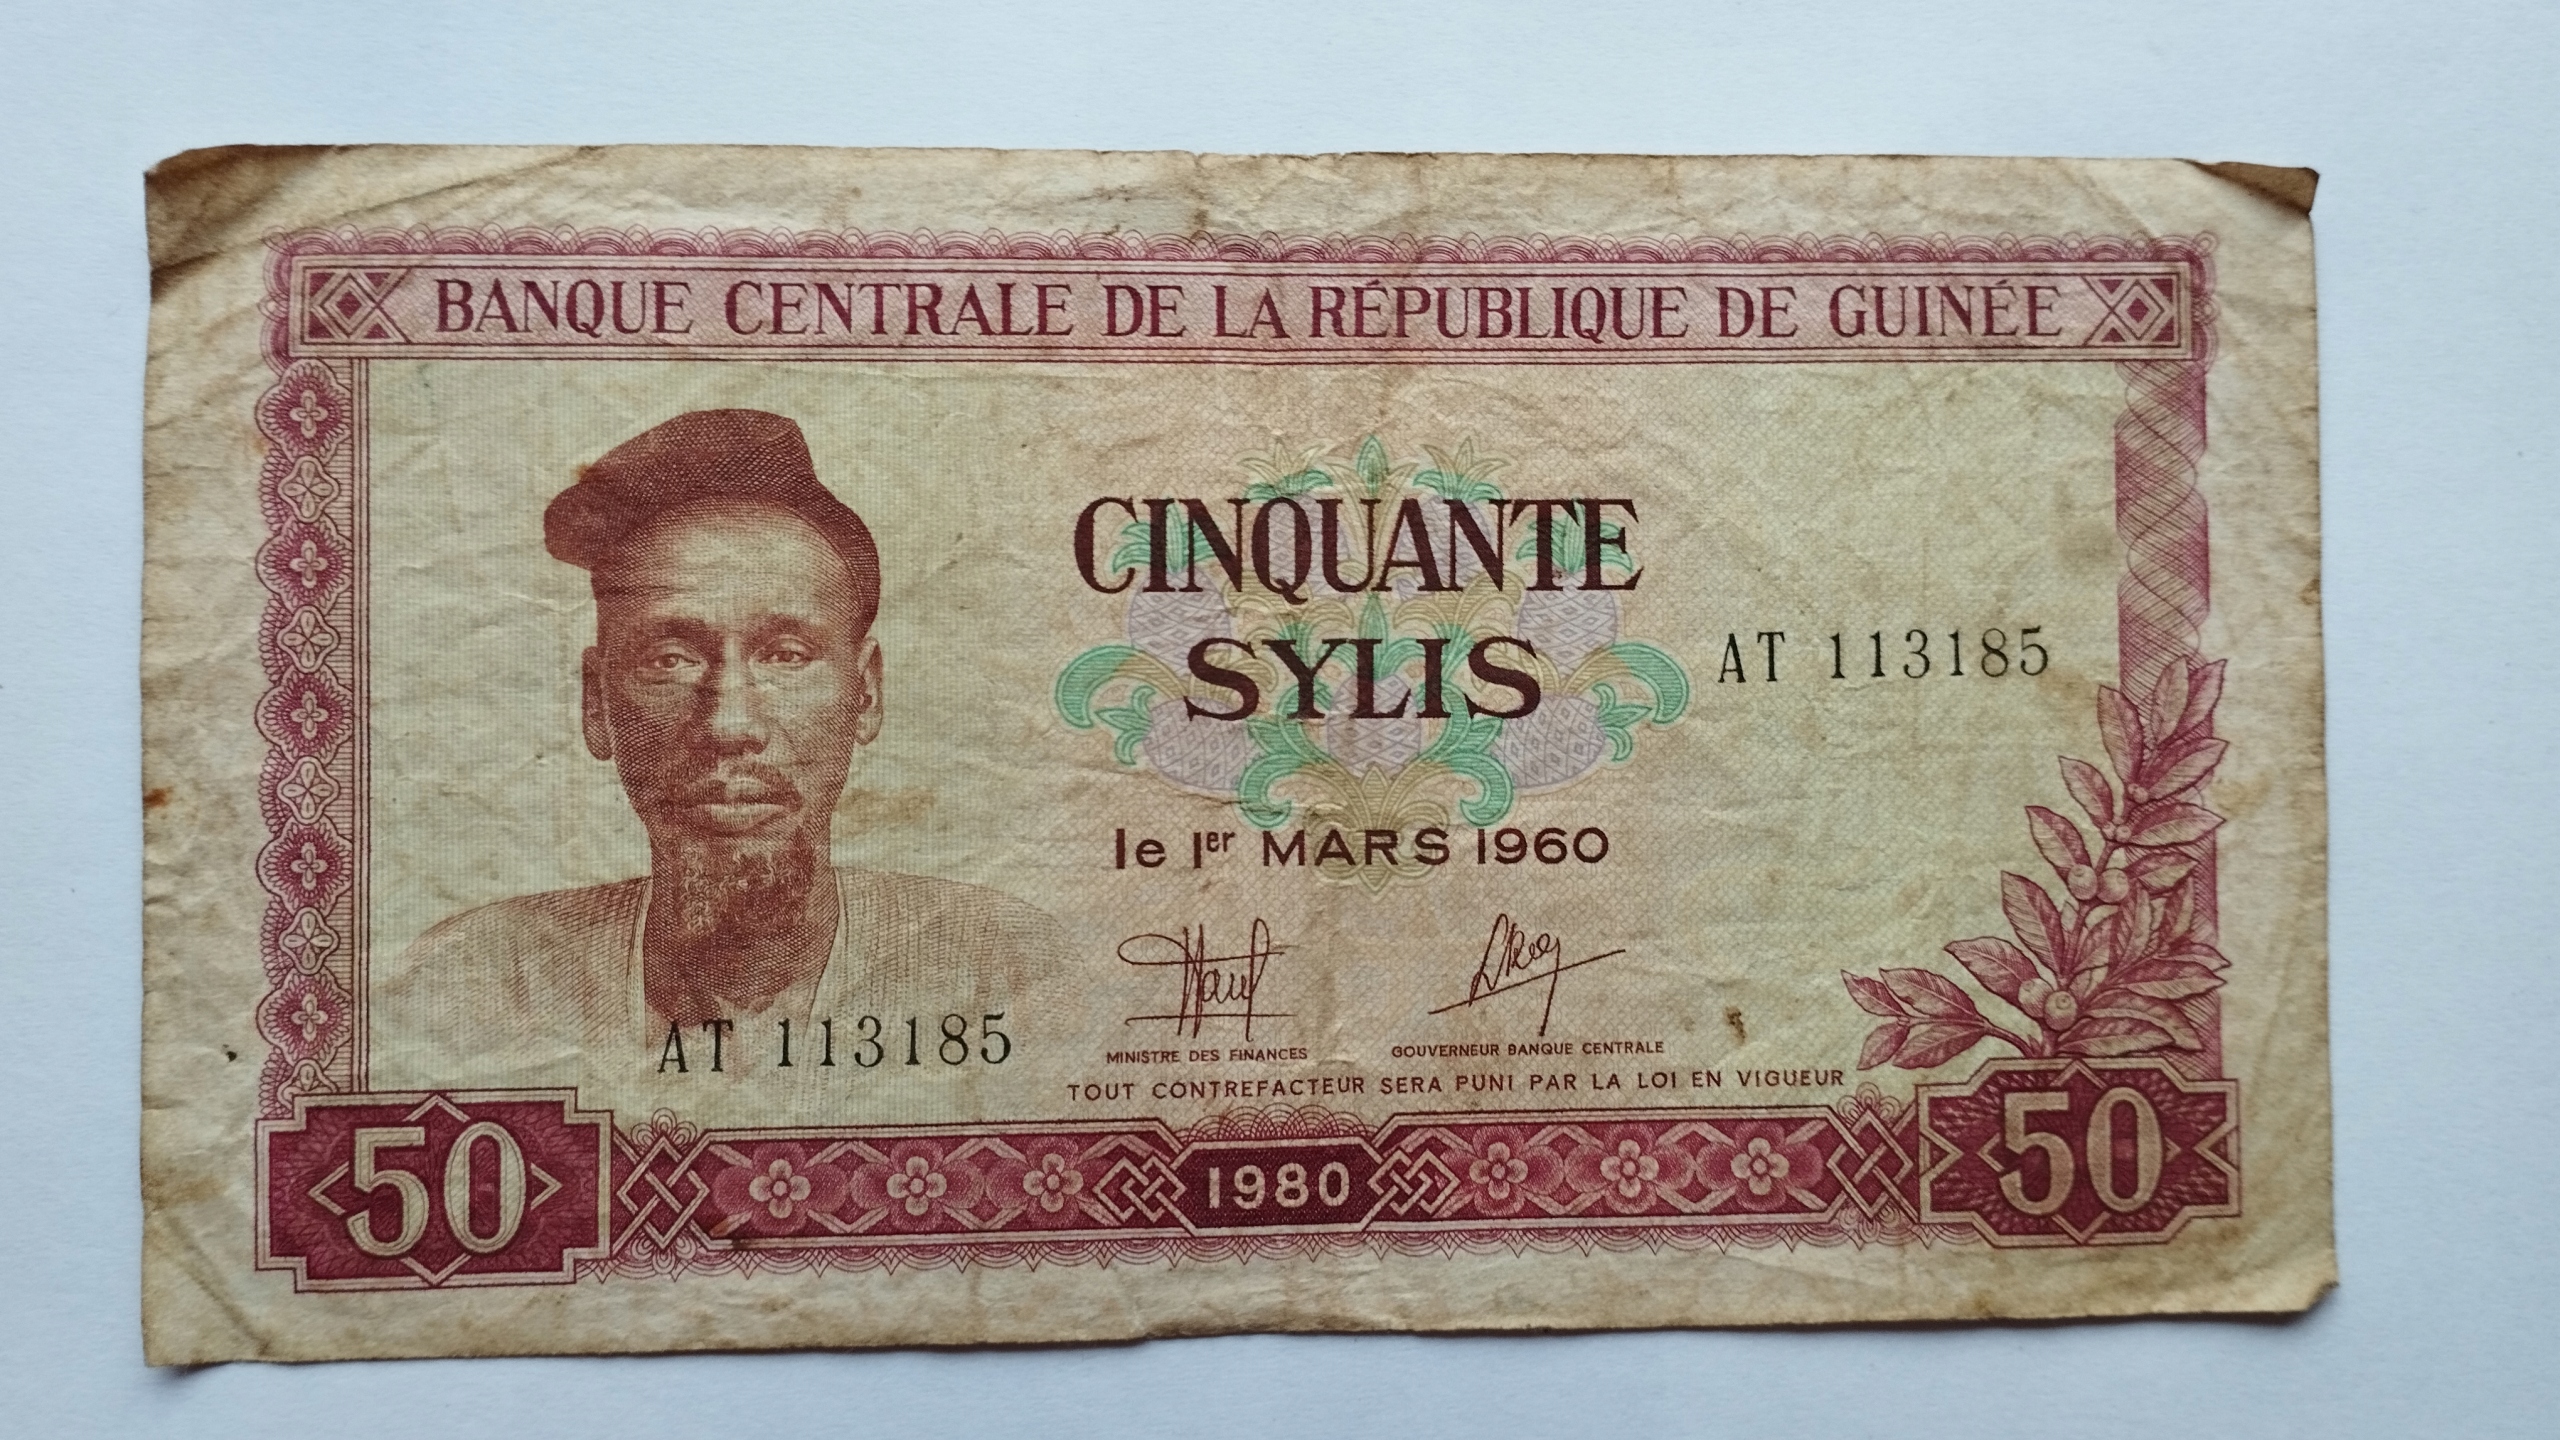 BANQUE CENTRALE DE LA RÉPUBLIQUE DE GUINÉE
CINQUANTE
SYLIS
AT 113185
le 1er MARS 1960
AT 113185
MINISTRE DES FINANCES
GOUVERNEUR BANQUE CENTRALE
TOUT CONTREFACTEUR SERA PUNI PAR LA LOI EN VIGUEUR
50
1980
50